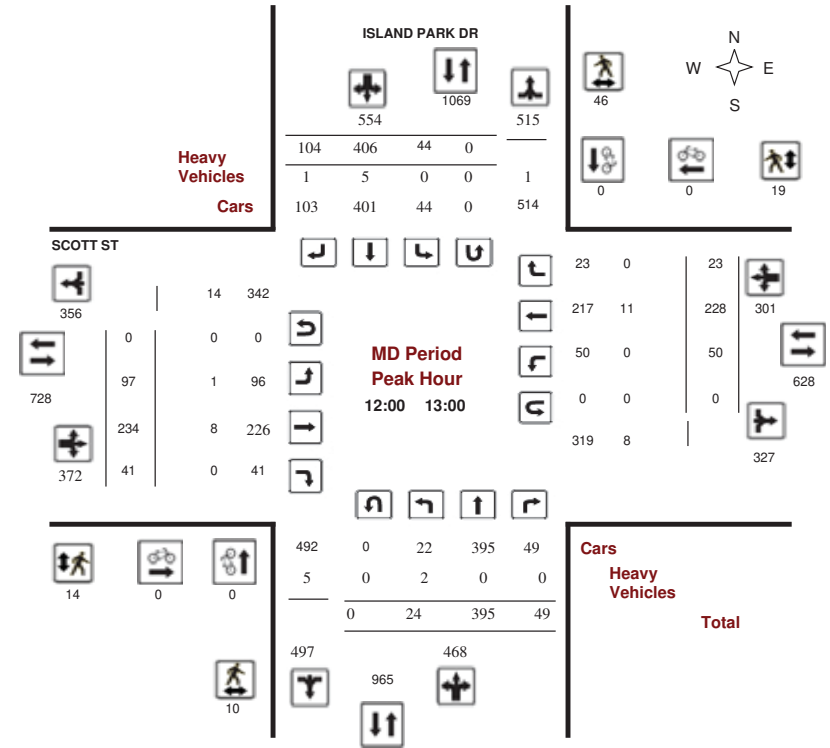 ISLAND PARK DR
N
W E
S
1069
46
554 515
104 406 44 0
Heavy
Vehicles
1 5 0 0 1
Cars
103 401 44 0 514
0 0 19
SCOTT ST
356
14 342
0 0 0
728
97 1 96
234 8 226
372
41 0 41
MD Period
Peak Hour
12:00 13:00
23 0 23
217 11 228 301
50 0 50
628
0 0 0
319 8
327
14 0 0
10
492 0 22 395 49
5 0 2 0 0
0 24 395 49
497 468
965
Cars
Heavy
Vehicles
Total